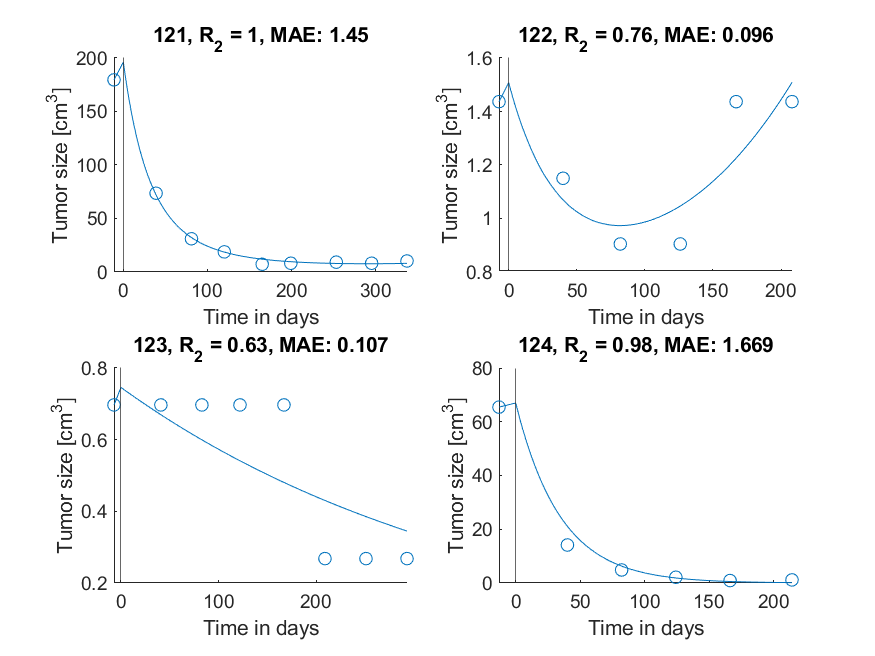 121, R2 = 1, MAE: 1.45
200
150
100
50
0
Tumor size [cm3]
0 100 200 300
Time in days
122, R2 = 0.76, MAE: 0.096
1.6
1.4
1.2
1
0.8
Tumor size [cm3]
0 50 100 150 200
Time in days
123, R2 = 0.63, MAE: 0.107
0.8
0.6
0.4
0.2
Tumor size [cm3]
0 100 200
Time in days
124, R2 = 0.98, MAE: 1.669
80
60
40
20
0
Tumor size [cm3]
0 50 100 150 200
Time in days